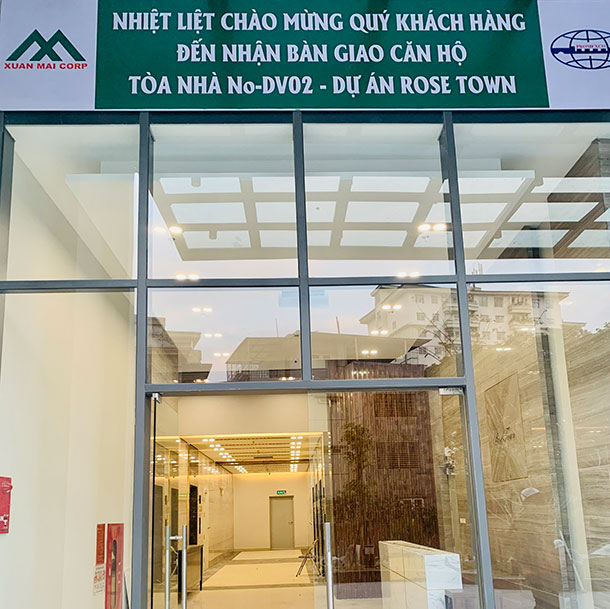 NHIỆT LIỆT CHÀO MỪNG QUÝ KHÁCH HÀNG
ĐẾN NHẬN BÀN GIAO CĂN HỘ
TÒA NHÀ No-DV02 - DỰ ÁN ROSE TOWN
XUAN MAI CORP
PROMEXCO